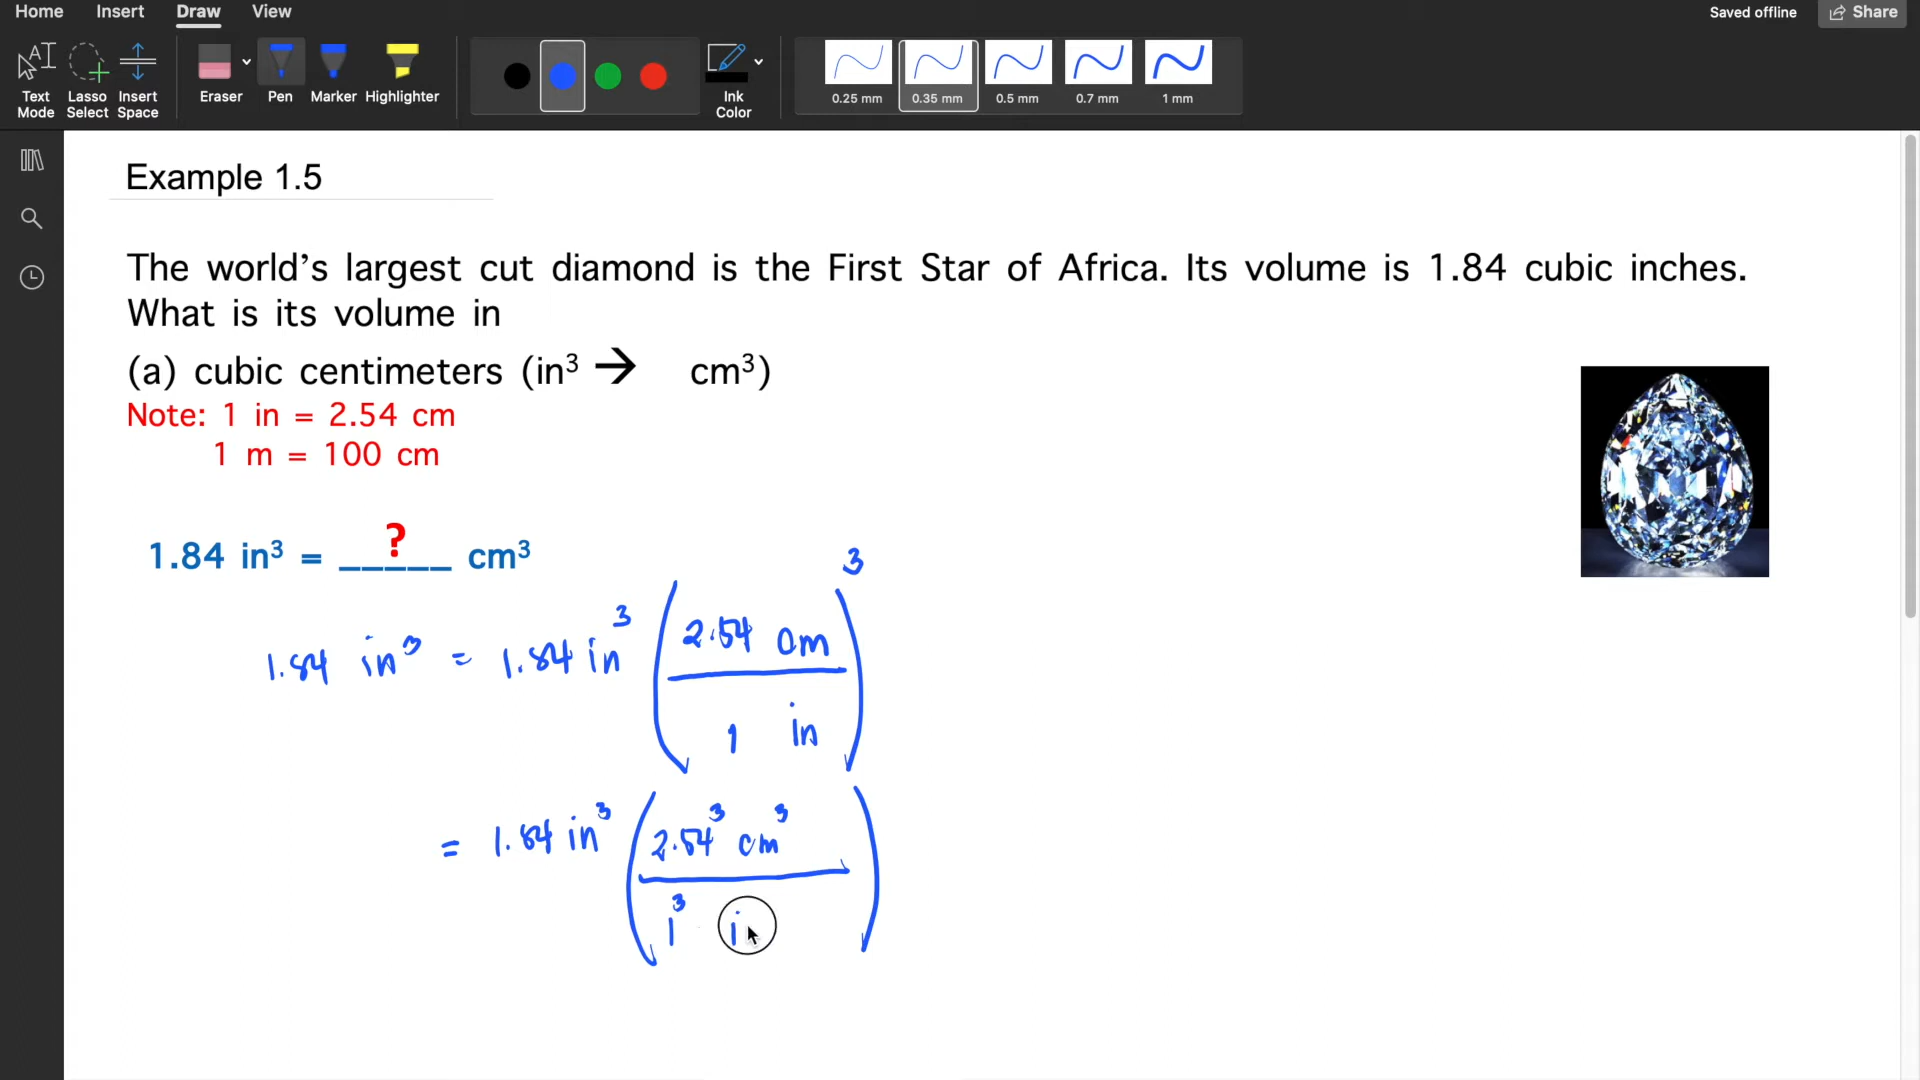 Home Insert Draw View Saved offline Share
Text Mode Lasso Select Insert Space Eraser Pen Marker Highlighter Ink Color 0.25 mm 0.35 mm 0.5 mm 0.7 mm 1 mm
Example 1.5
The world's largest cut diamond is the First Star of Africa. Its volume is 1.84 cubic inches.
What is its volume in
(a) cubic centimeters (in³ → cm³)
Note: 1 in = 2.54 cm
1 m = 100 cm
1.84 in³ = _____ cm³
?
1.84 in³ = 1.84 in³ (2.54 cm / 1 in)³
= 1.84 in³ (2.54³ cm³ / 1³ i)